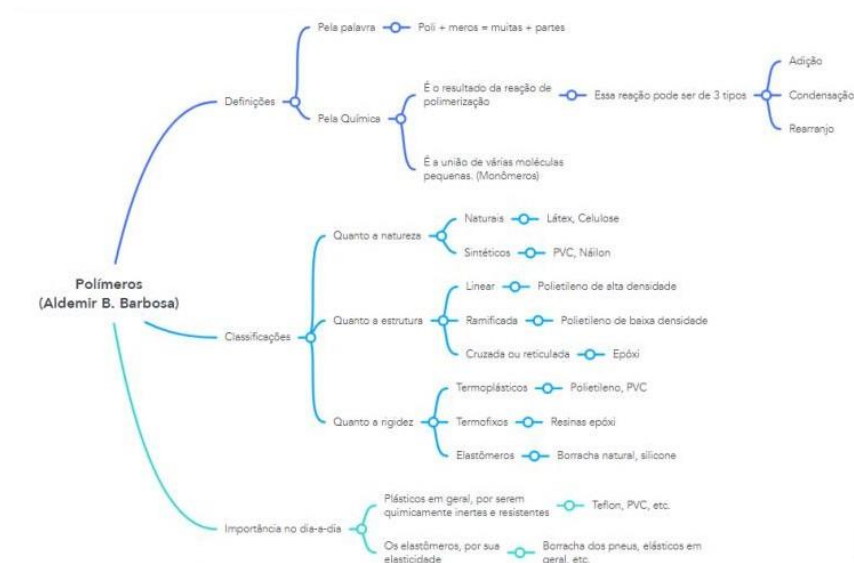 Polímeros
(Aldemir B. Barbosa)
Definições
Pela palavra
Poli + meros = muitas + partes
Pela Química
É o resultado da reação de
polimerização
Essa reação pode ser de 3 tipos
Adição
Condensação
Rearranjo
É a união de várias moléculas
pequenas. (Monômeros)
Classificações
Quanto a natureza
Naturais
Látex, Celulose
Sintéticos
PVC, Náilon
Quanto a estrutura
Linear
Polietileno de alta densidade
Ramificada
Polietileno de baixa densidade
Cruzada ou reticulada
Epóxi
Quanto a rigidez
Termoplásticos
Polietileno, PVC
Termofixos
Resinas epóxi
Elastômeros
Borracha natural, silicone
Importância no dia-a-dia
Plásticos em geral, por serem
quimicamente inertes e resistentes
Teflon, PVC, etc.
Os elastômeros, por sua
elasticidade
Borracha dos pneus, elásticos em
geral, etc.